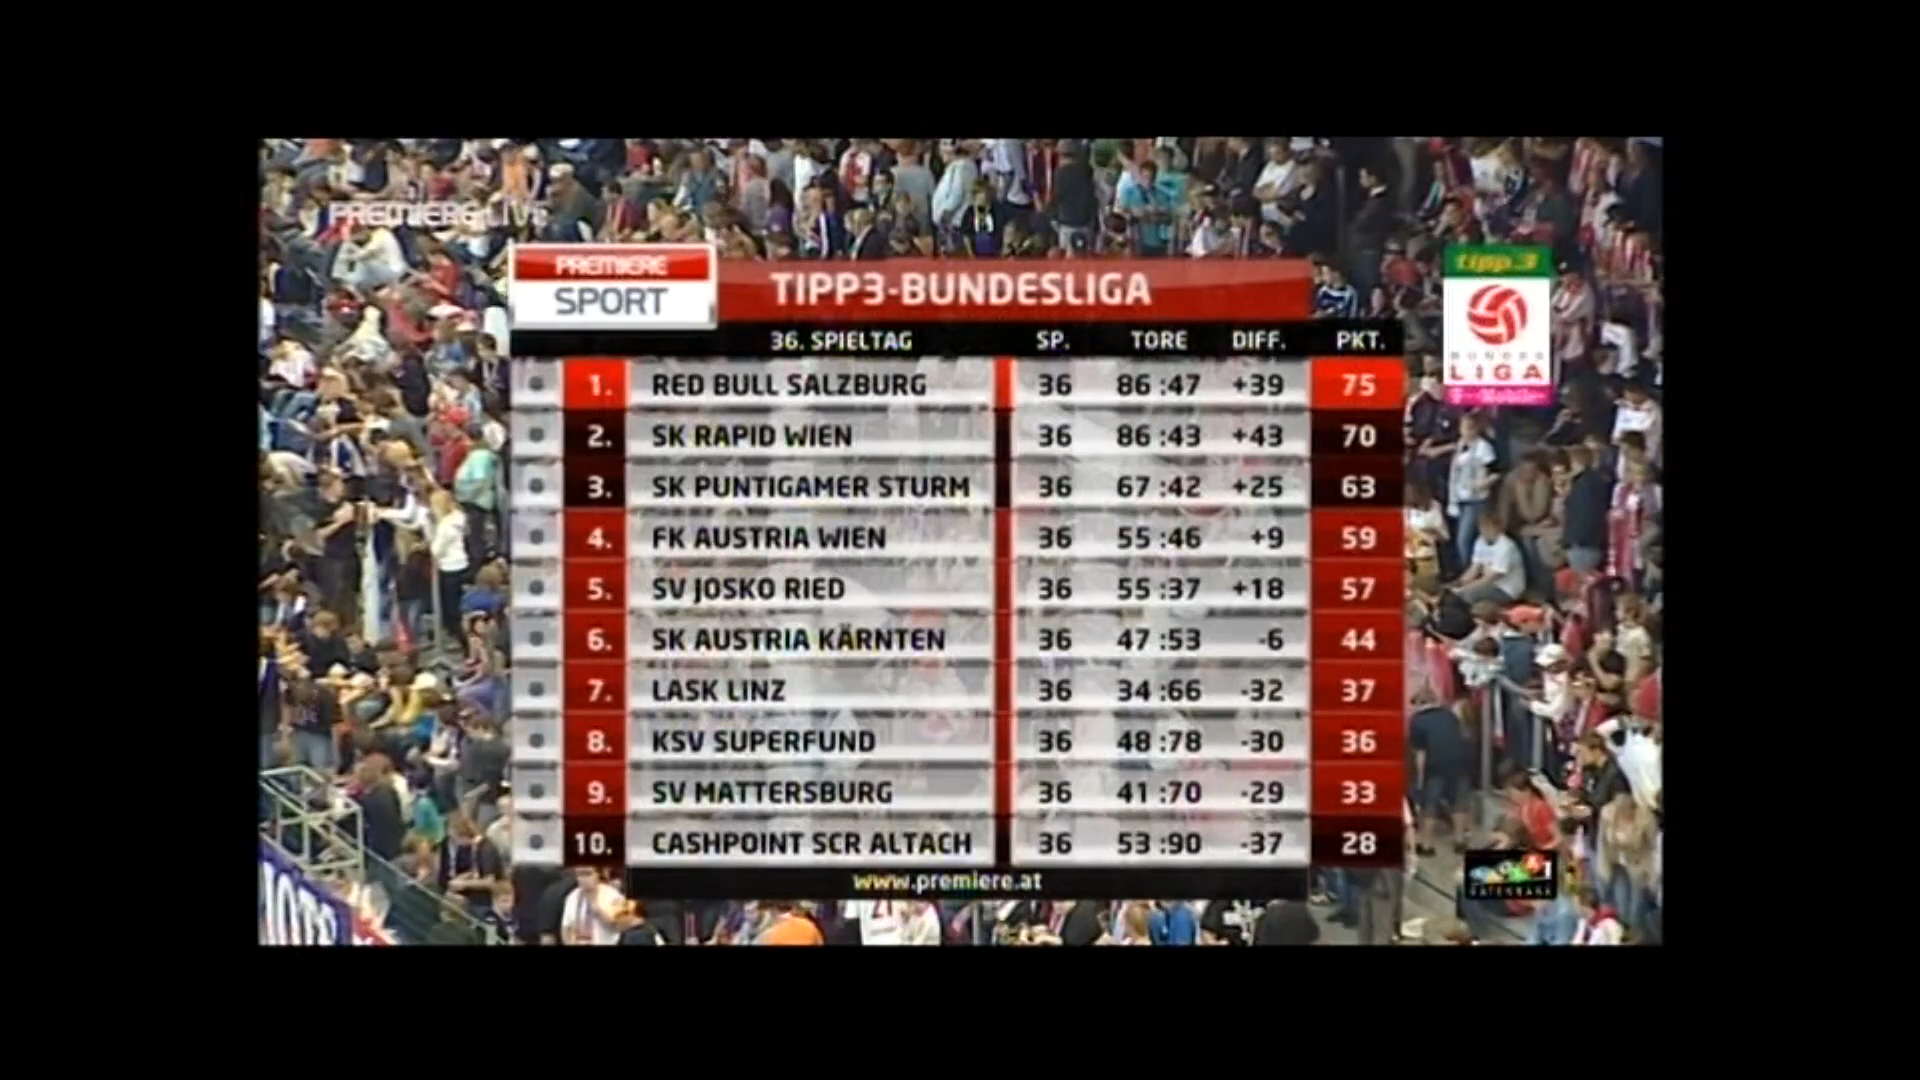 PREMIERE LIVE
PREMIERE
SPORT
TIPP3-BUNDESLIGA
tipp3
BUNDES
LIGA
T··Mobile·
36. SPIELTAG SP. TORE DIFF. PKT.
1. RED BULL SALZBURG 36 86:47 +39 75
2. SK RAPID WIEN 36 86:43 +43 70
3. SK PUNTIGAMER STURM 36 67:42 +25 63
4. FK AUSTRIA WIEN 36 55:46 +9 59
5. SV JOSKO RIED 36 55:37 +18 57
6. SK AUSTRIA KÄRNTEN 36 47:53 -6 44
7. LASK LINZ 36 34:66 -32 37
8. KSV SUPERFUND 36 48:78 -30 36
9. SV MATTERSBURG 36 41:70 -29 33
10. CASHPOINT SCR ALTACH 36 53:90 -37 28
www.premiere.at